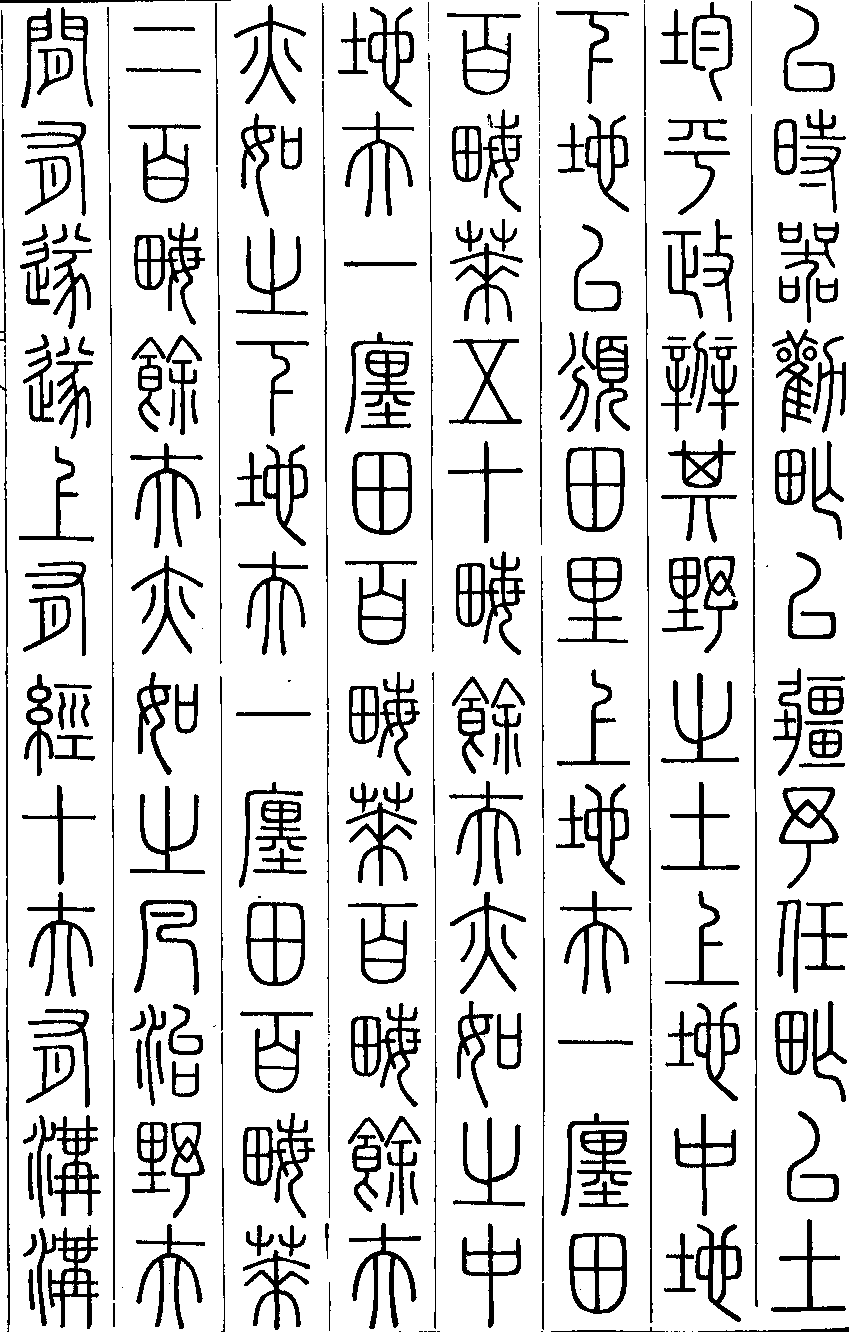 以時器勸甿以彊予任甿以土
均平政辨其野之土上地中地
下地以頒田里上地夫一廛田
百畮萊五十畮餘夫亦如之中
地夫一廛田百畮萊百畮餘夫
亦如之下地夫一廛田百畮萊
二百畮餘夫亦如之凡治野夫
間有遂遂上有經十夫有溝溝